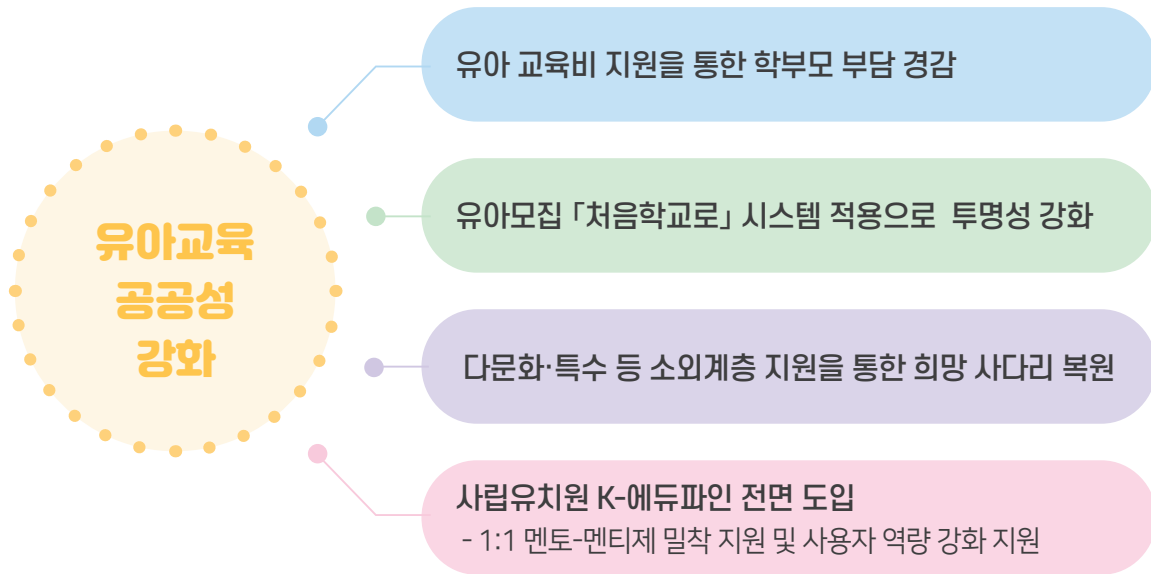 유아교육
공공성
강화
유아 교육비 지원을 통한 학부모 부담 경감
유아모집 「처음학교로」 시스템 적용으로 투명성 강화
다문화·특수 등 소외계층 지원을 통한 희망 사다리 복원
사립유치원 K-에듀파인 전면 도입
- 1:1 멘토-멘티제 밀착 지원 및 사용자 역량 강화 지원